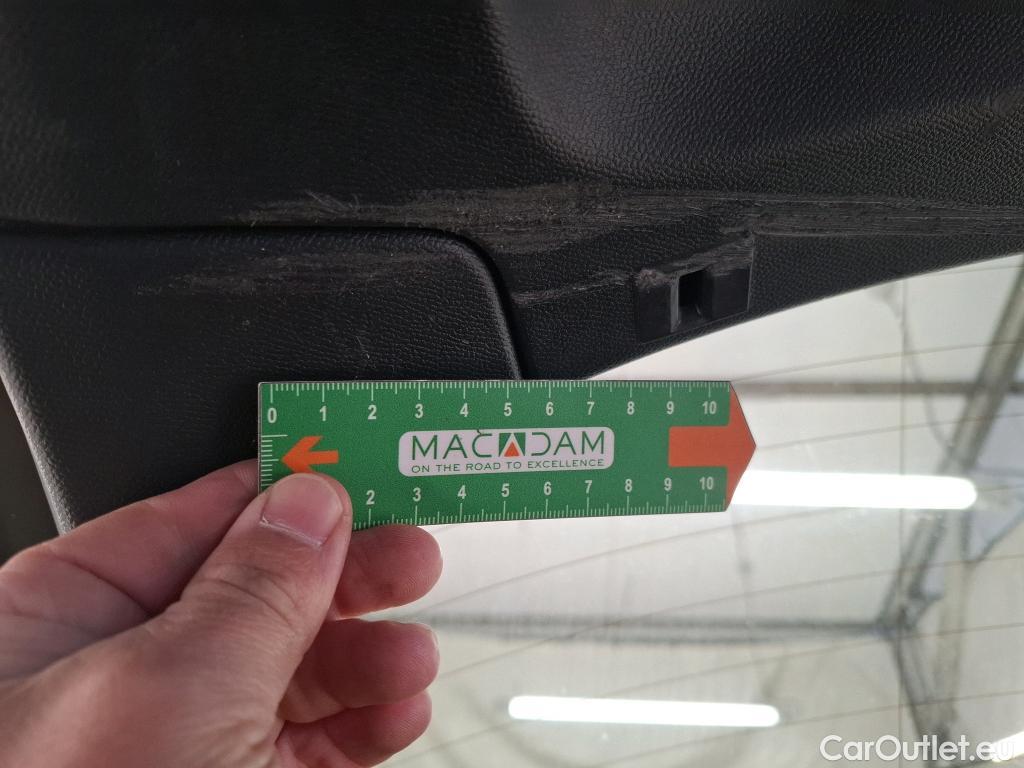 0 1 2 3 4 5 6 7 8 9 10
MACADAM
ON THE ROAD TO EXCELLENCE
2 3 4 5 6 7 8 9 10
CarOutlet.eu